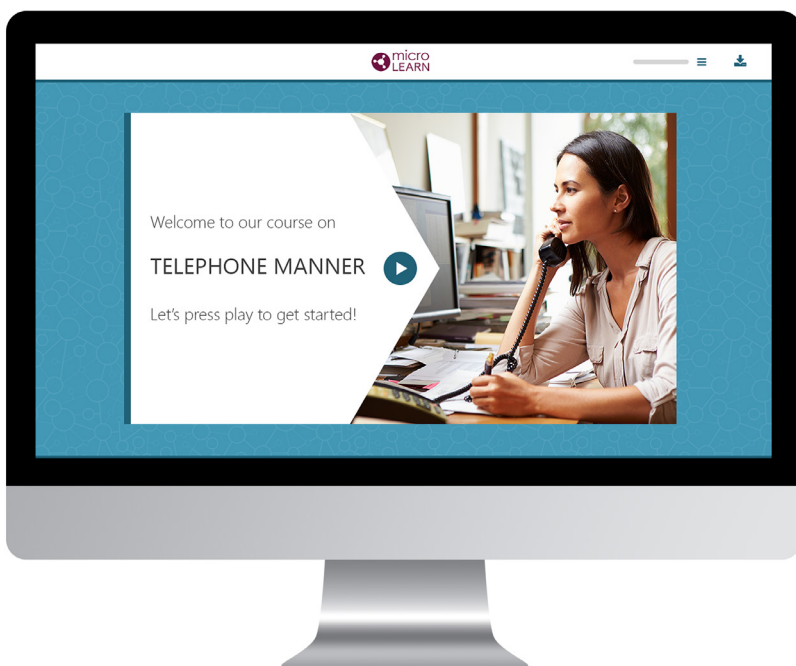 micro
LEARN
Welcome to our course on
TELEPHONE MANNER
Let's press play to get started!